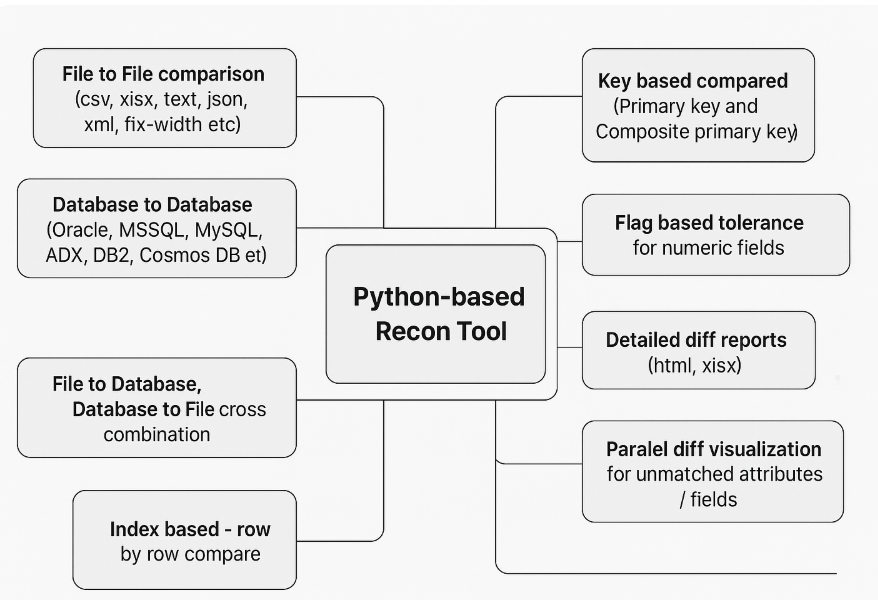 File to File comparison
(csv, xisx, text, json,
xml, fix-width etc)
Database to Database
(Oracle, MSSQL, MySQL,
ADX, DB2, Cosmos DB et)
File to Database,
Database to File cross
combination
Index based - row
by row compare
Python-based
Recon Tool
Key based compared
(Primary key and
Composite primary key)
Flag based tolerance
for numeric fields
Detailed diff reports
(html, xisx)
Paralel diff visualization
for unmatched attributes
/ fields